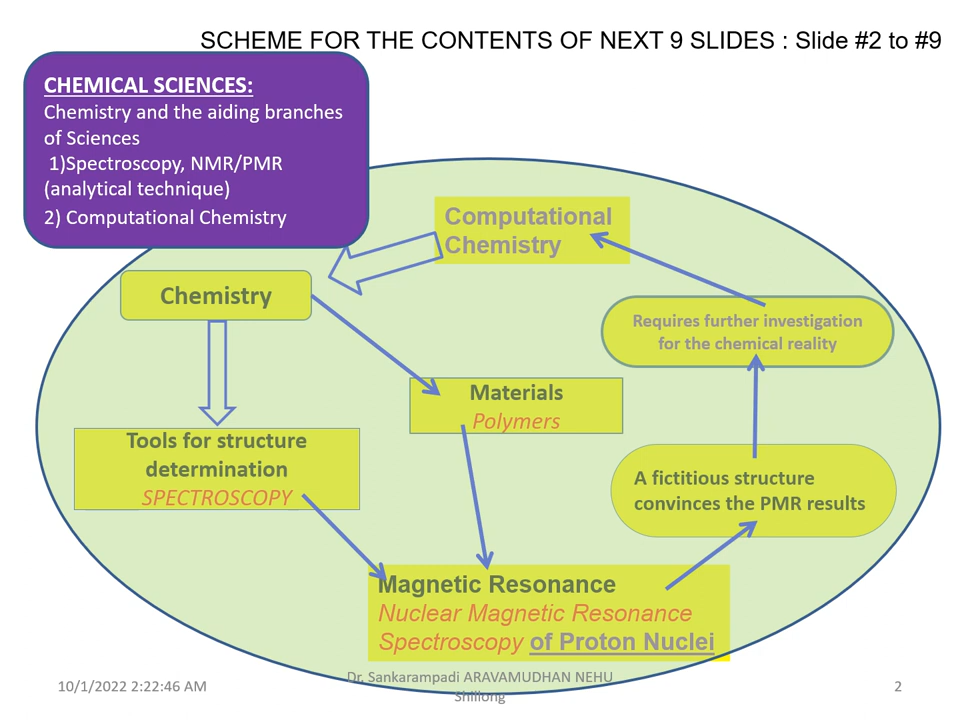 SCHEME FOR THE CONTENTS OF NEXT 9 SLIDES : Slide #2 to #9
CHEMICAL SCIENCES:
Chemistry and the aiding branches
of Sciences
1)Spectroscopy, NMR/PMR
(analytical technique)
2) Computational Chemistry
Computational
Chemistry
Chemistry
Requires further investigation
for the chemical reality
Materials
Polymers
Tools for structure
determination
SPECTROSCOPY
A fictitious structure
convinces the PMR results
Magnetic Resonance
Nuclear Magnetic Resonance
Spectroscopy of Proton Nuclei
10/1/2022 2:22:46 AM
Dr. Sankarampadi ARAVAMUDHAN NEHU
Shillong
2